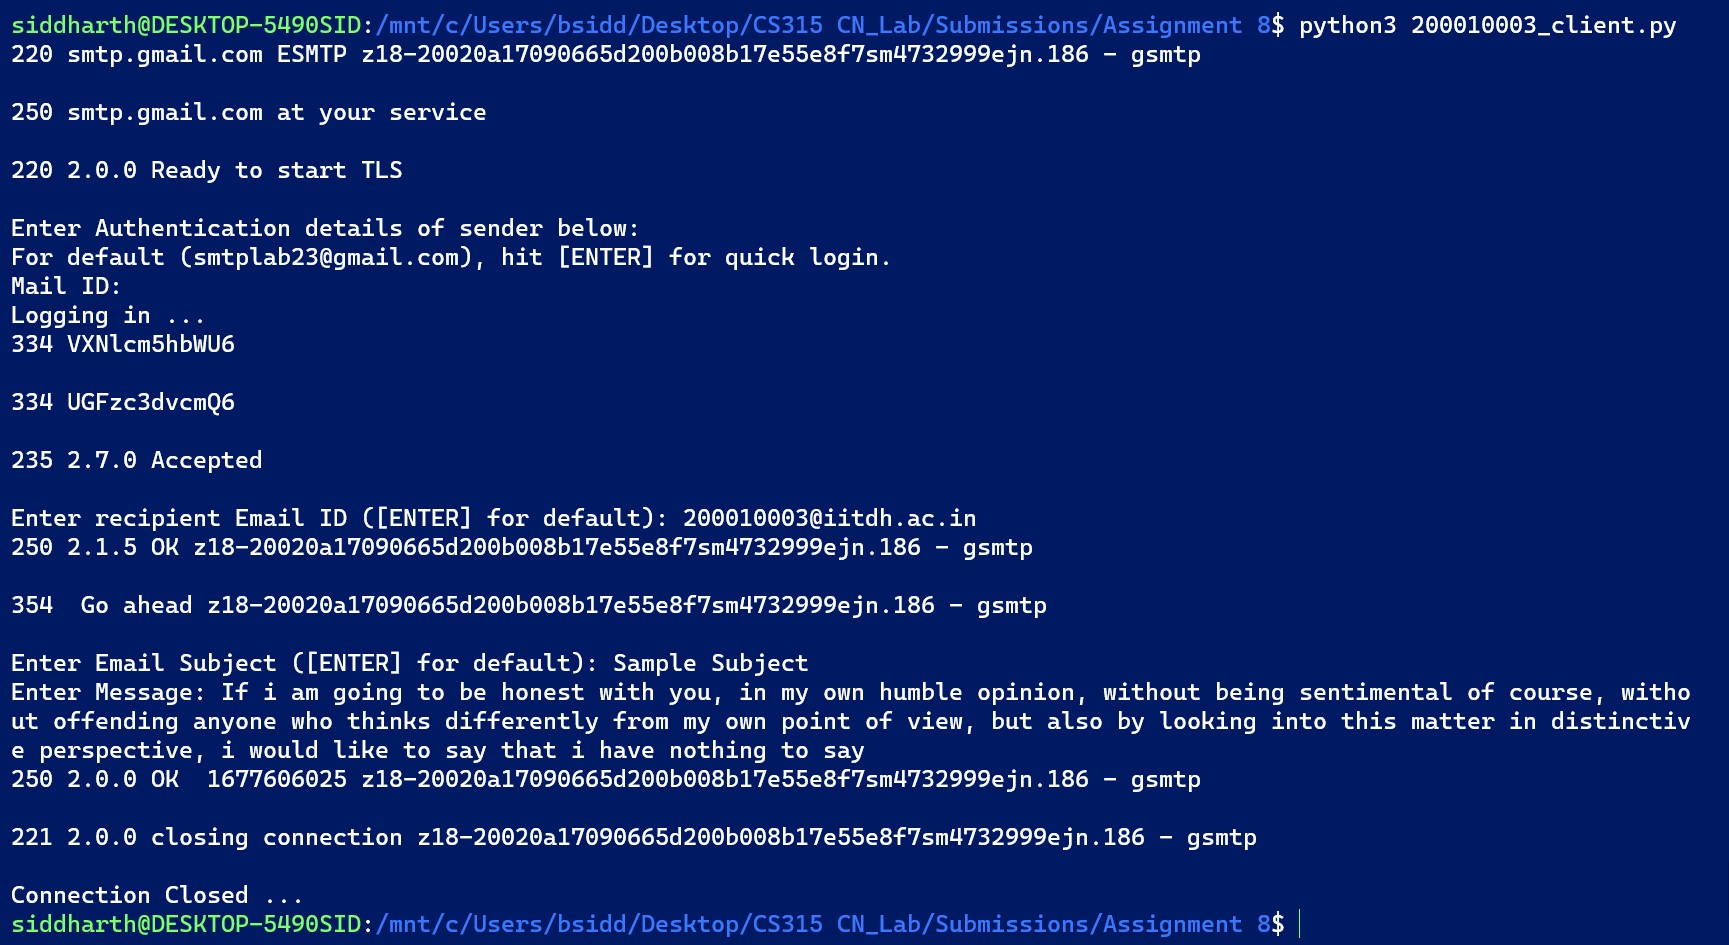 siddharth@DESKTOP-5490SID:/mnt/c/Users/bsidd/Desktop/CS315 CN_Lab/Submissions/Assignment 8$ python3 200010003_client.py
220 smtp.gmail.com ESMTP z18-20020a17090665d200b008b17e55e8f7sm4732999ejn.186 - gsmtp
250 smtp.gmail.com at your service
220 2.0.0 Ready to start TLS
Enter Authentication details of sender below:
For default (smtplab23@gmail.com), hit [ENTER] for quick login.
Mail ID:
Logging in ...
334 VXNlcm5hbWU6
334 UGFzc3dvcmQ6
235 2.7.0 Accepted
Enter recipient Email ID ([ENTER] for default): 200010003@iitdh.ac.in
250 2.1.5 OK z18-20020a17090665d200b008b17e55e8f7sm4732999ejn.186 - gsmtp
354  Go ahead z18-20020a17090665d200b008b17e55e8f7sm4732999ejn.186 - gsmtp
Enter Email Subject ([ENTER] for default): Sample Subject
Enter Message: If i am going to be honest with you, in my own humble opinion, without being sentimental of course, witho
ut offending anyone who thinks differently from my own point of view, but also by looking into this matter in distinctiv
e perspective, i would like to say that i have nothing to say
250 2.0.0 OK  1677606025 z18-20020a17090665d200b008b17e55e8f7sm4732999ejn.186 - gsmtp
221 2.0.0 closing connection z18-20020a17090665d200b008b17e55e8f7sm4732999ejn.186 - gsmtp
Connection Closed ...
siddharth@DESKTOP-5490SID:/mnt/c/Users/bsidd/Desktop/CS315 CN_Lab/Submissions/Assignment 8$